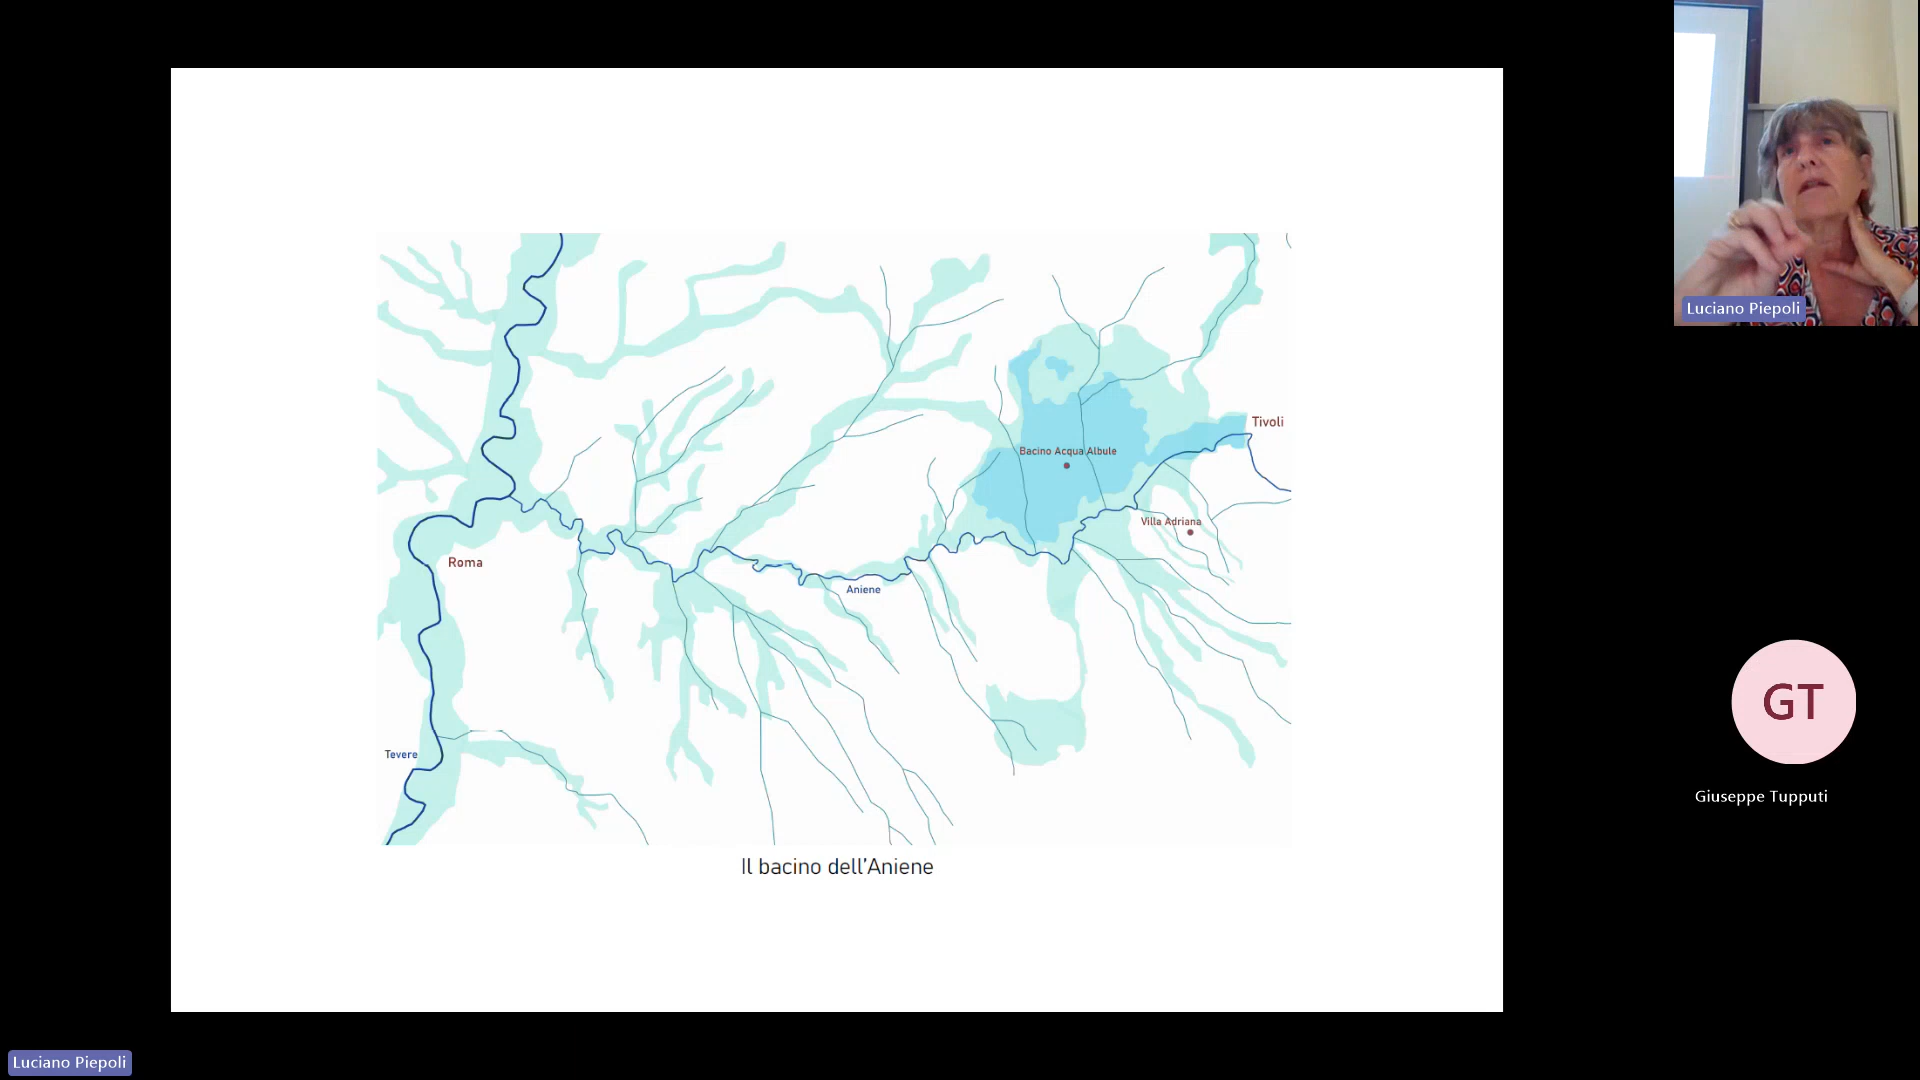 Tivoli
Bacino Acqua Albule
Villa Adriana
Roma
Aniene
Tevere
Il bacino dell'Aniene
Luciano Piepoli
GT
Giuseppe Tupputi
Luciano Piepoli